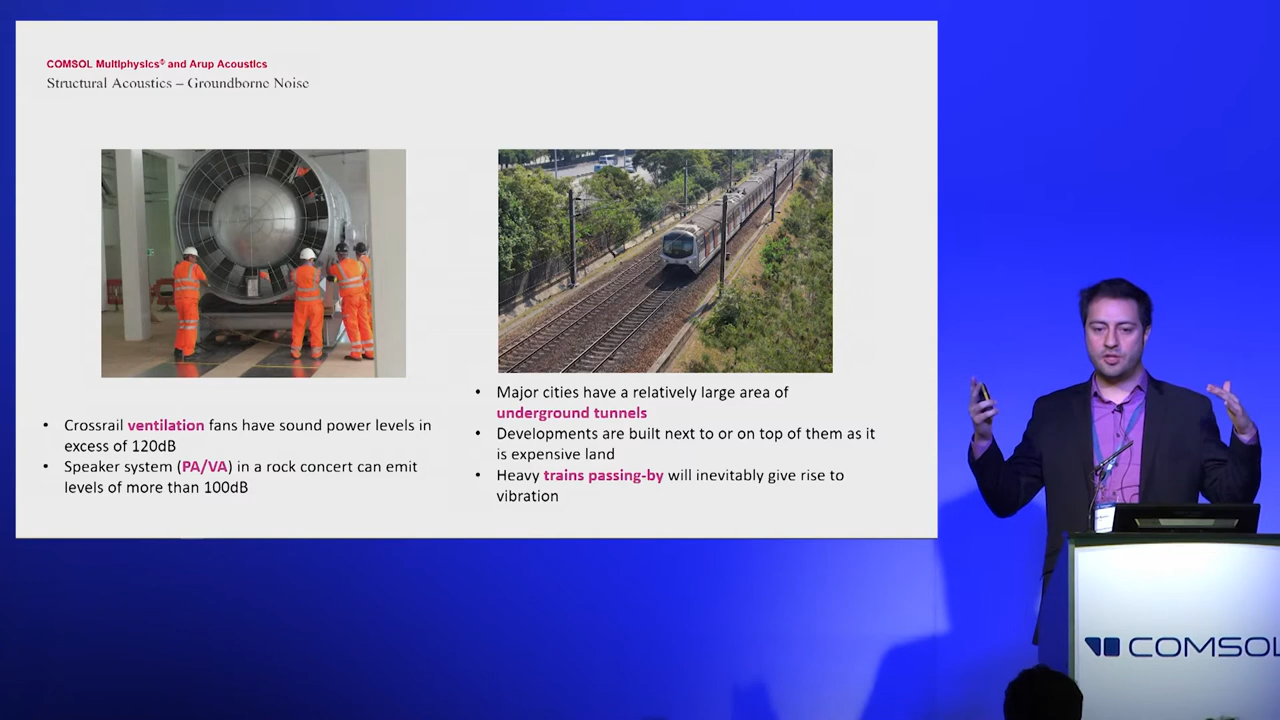 COMSOL Multiphysics© and Arup Acoustics
Structural Acoustics – Groundborne Noise
• Crossrail ventilation fans have sound power levels in
excess of 120dB
• Speaker system (PA/VA) in a rock concert can emit
levels of more than 100dB
• Major cities have a relatively large area of
underground tunnels
• Developments are built next to or on top of them as it
is expensive land
• Heavy trains passing-by will inevitably give rise to
vibration
COMSOL